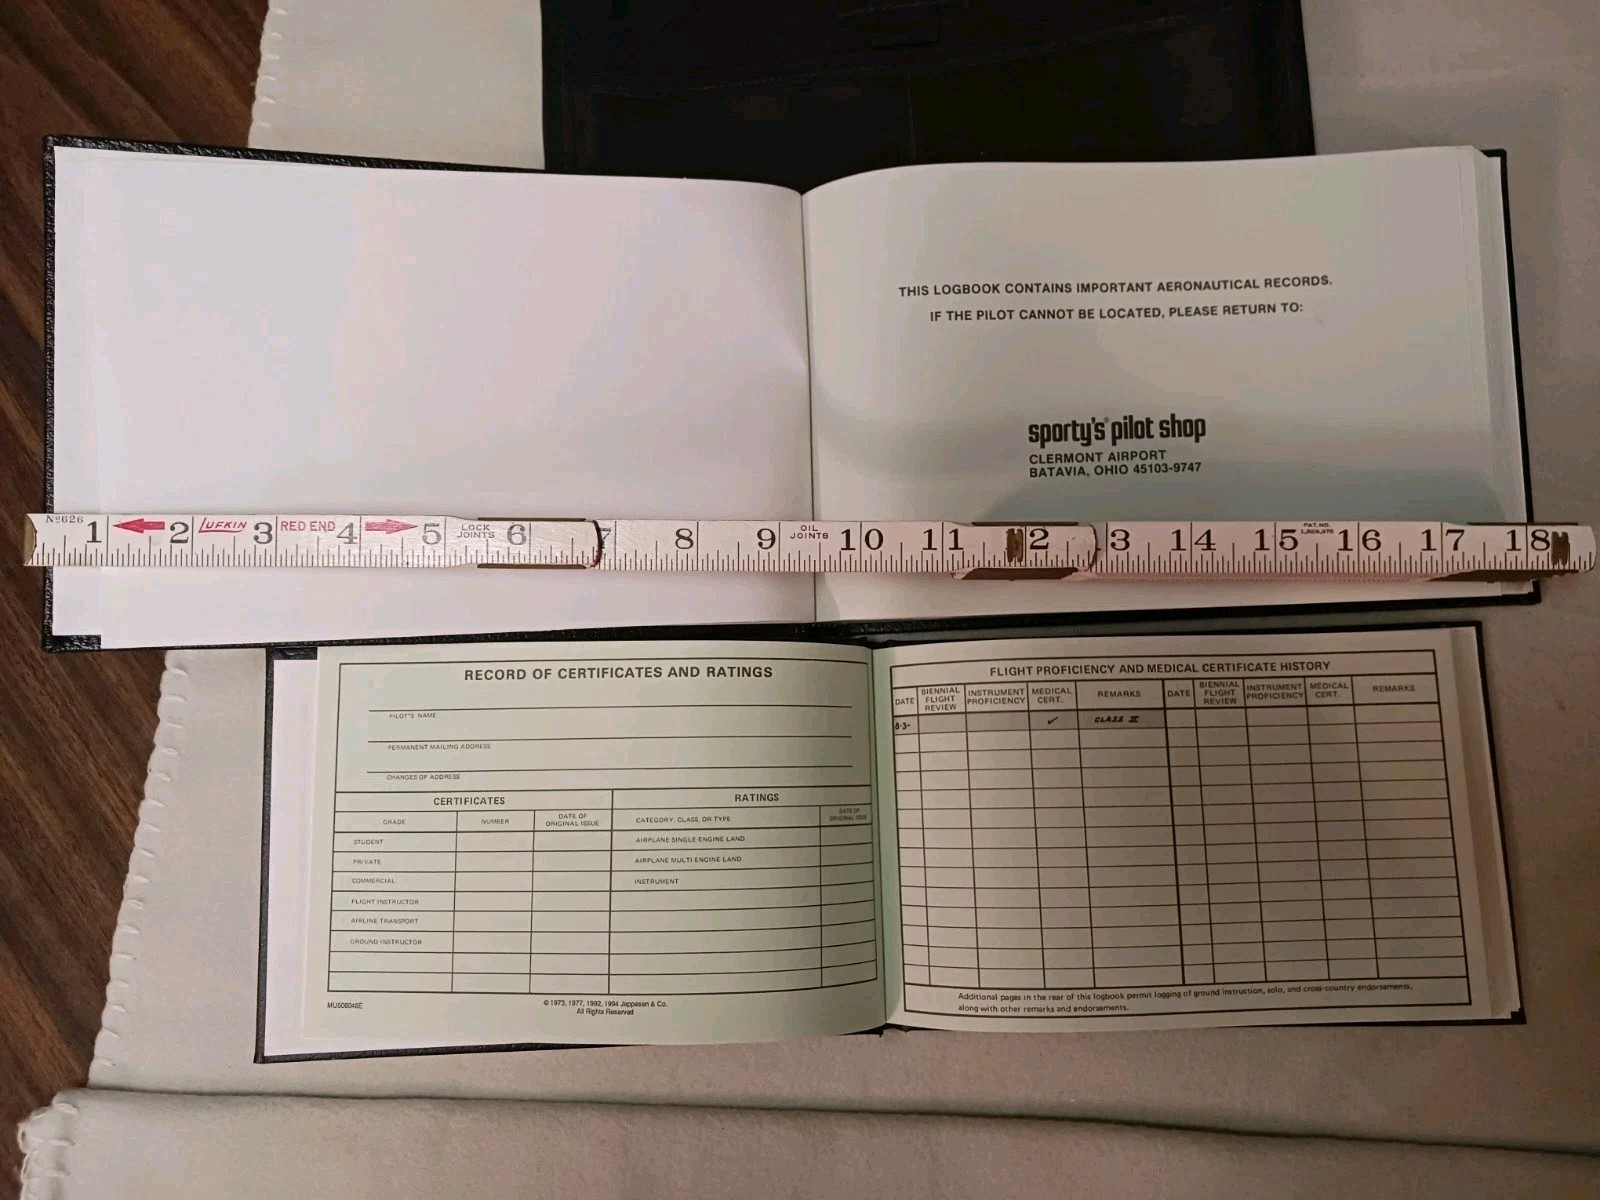 THIS LOGBOOK CONTAINS IMPORTANT AERONAUTICAL RECORDS.
IF THE PILOT CANNOT BE LOCATED, PLEASE RETURN TO:
sporty's pilot shop
CLERMONT AIRPORT
BATAVIA, OHIO 45103-9747
Nº626
1 2 LUFKIN 3 RED END 4 5 LOCK JOINTS 6 7 8 9 OIL JOINTS 10 11 2 3 14 15 PAT. NO. 16 17 18
RECORD OF CERTIFICATES AND RATINGS
PILOT'S NAME
PERMANENT MAILING ADDRESS
CHANGES OF ADDRESS
CERTIFICATES RATINGS
GRADE NUMBER DATE OF ORIGINAL ISSUE CATEGORY, CLASS, OR TYPE DATE OF ORIGINAL ISSUE
STUDENT AIRPLANE SINGLE-ENGINE LAND
PRIVATE AIRPLANE MULTI-ENGINE LAND
COMMERCIAL INSTRUMENT
FLIGHT INSTRUCTOR
AIRLINE TRANSPORT
GROUND INSTRUCTOR
MU506046E
© 1973, 1977, 1992, 1994 Jeppesen & Co.
All Rights Reserved
FLIGHT PROFICIENCY AND MEDICAL CERTIFICATE HISTORY
DATE BIENNIAL FLIGHT REVIEW INSTRUMENT PROFICIENCY MEDICAL CERT. REMARKS DATE BIENNIAL FLIGHT REVIEW INSTRUMENT PROFICIENCY MEDICAL CERT. REMARKS
8-3- ✓ CLASS II
Additional pages in the rear of this logbook permit logging of ground instruction, solo, and cross-country endorsements,
along with other remarks and endorsements.